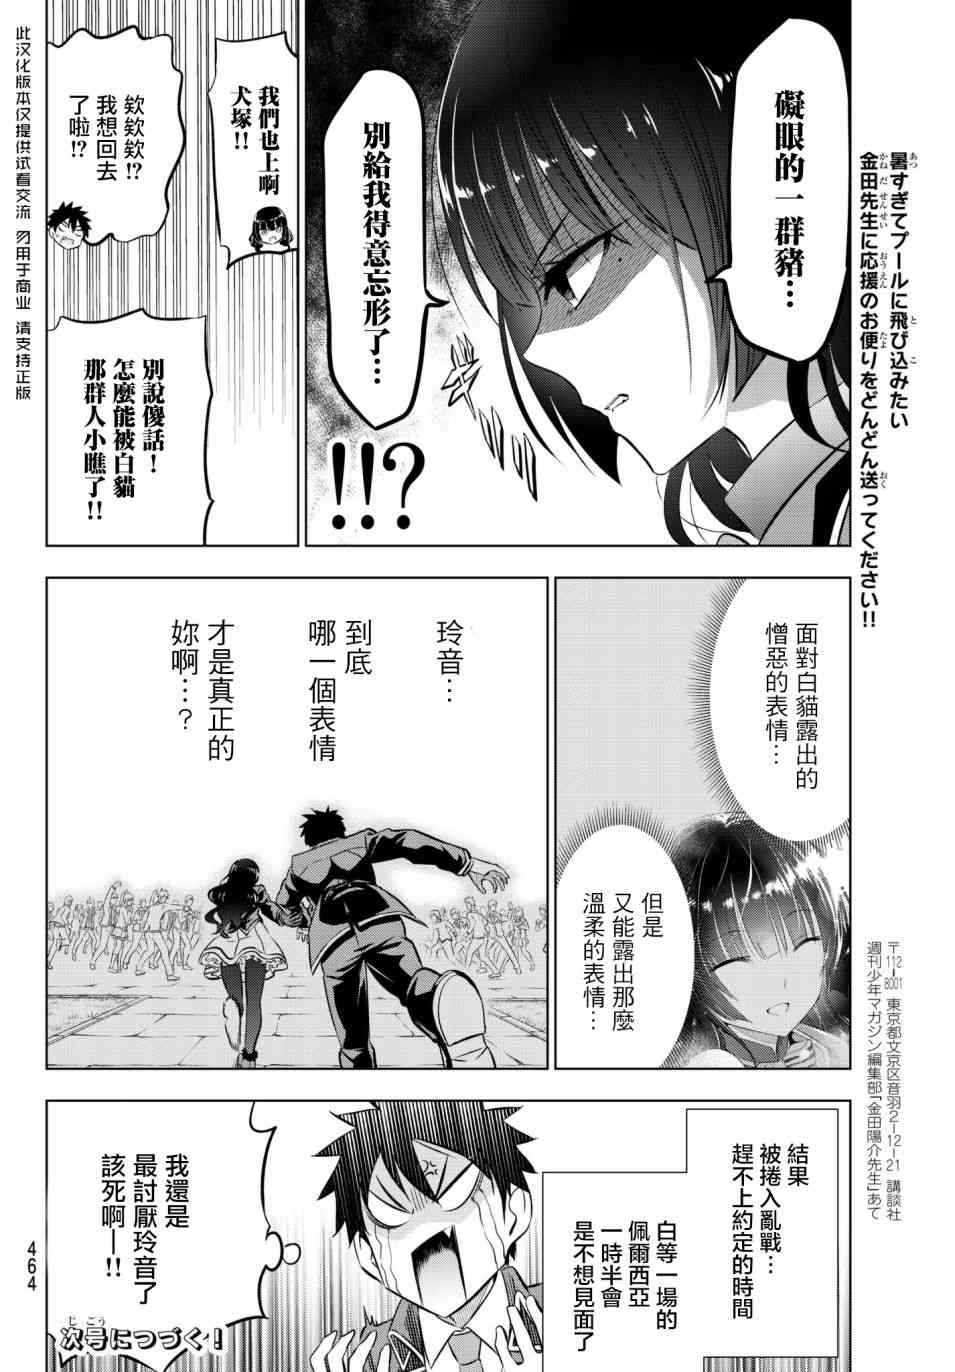 暑すぎてプールに飛び込みたい
金田先生に応援のお便りをどんどん送ってください!!
〒112-8001 東京都文京区音羽2-12-21 講談社
週刊少年マガジン編集部「金田陽介先生」あて
礙眼的一群豬…
別給我得意忘形了…
!!?
我們也上啊
犬塚!!
欸欸欸!?
我想回去
了啦!?
別說傻話!
怎麼能被白貓
那群人小瞧了!!
面對白貓露出的
憎惡的表情…
但是
又能露出那麼
溫柔的表情…
玲音…
到底
哪一個表情
才是真正的
妳啊…?
結果
被捲入亂戰…
趕不上約定的時間
白等一場的
佩爾西亞
一時半會
是不想見面了
我還是
最討厭玲音了
該死啊—!!
次号につづく!
464
此汉化版本仅提供试看交流 勿用于商业 请支持正版